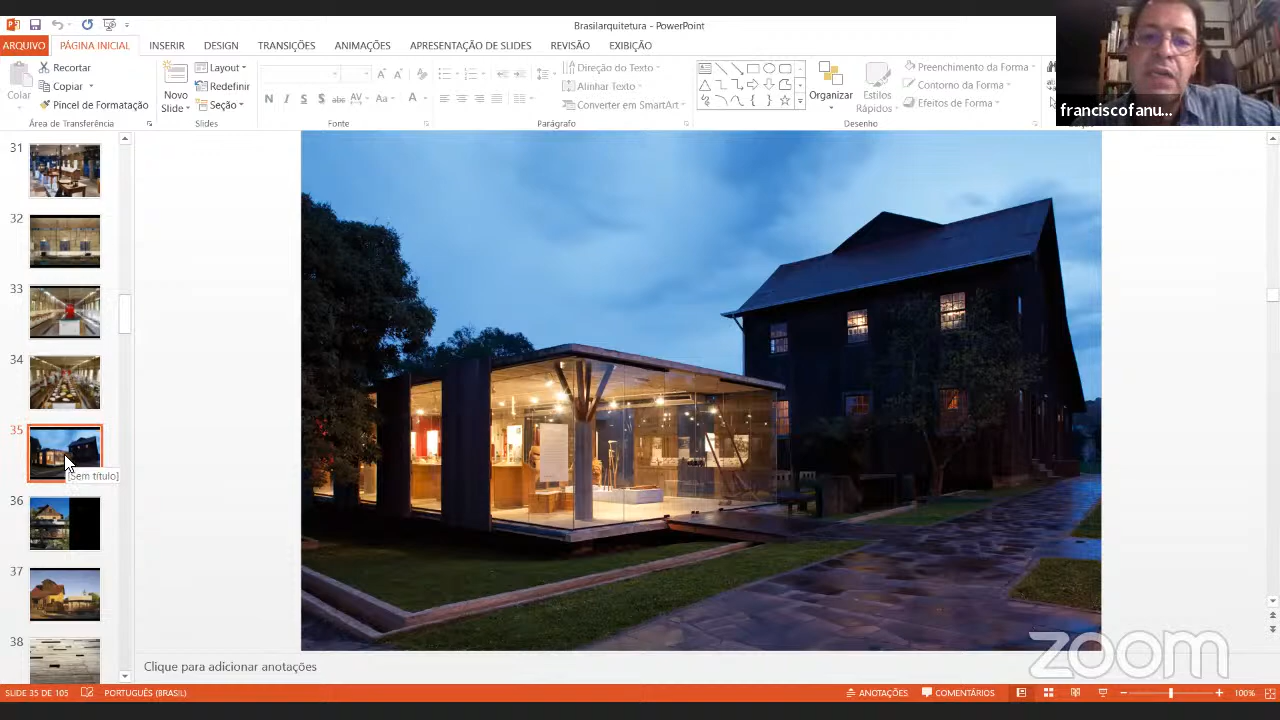 Brasilarquitetura - PowerPoint
ARQUIVO PÁGINA INICIAL INSERIR DESIGN TRANSIÇÕES ANIMAÇÕES APRESENTAÇÃO DE SLIDES REVISÃO EXIBIÇÃO
Colar
Recortar
Copiar
Pincel de Formatação
Área de Transferência
Novo
Slide
Layout
Redefinir
Seção
Slides
N I S S abc AV Aa A
Fonte
Direção do Texto
Alinhar Texto
Converter em SmartArt
Parágrafo
Organizar
Estilos
Rápidos
Preenchimento da Forma
Contorno da Forma
Efeitos de Forma
Desenho
franciscofanu...
31
32
33
34
35
[Sem título]
36
37
38
zoom
Clique para adicionar anotações
SLIDE 35 DE 105 PORTUGUÊS (BRASIL) ANOTAÇÕES COMENTÁRIOS 100%